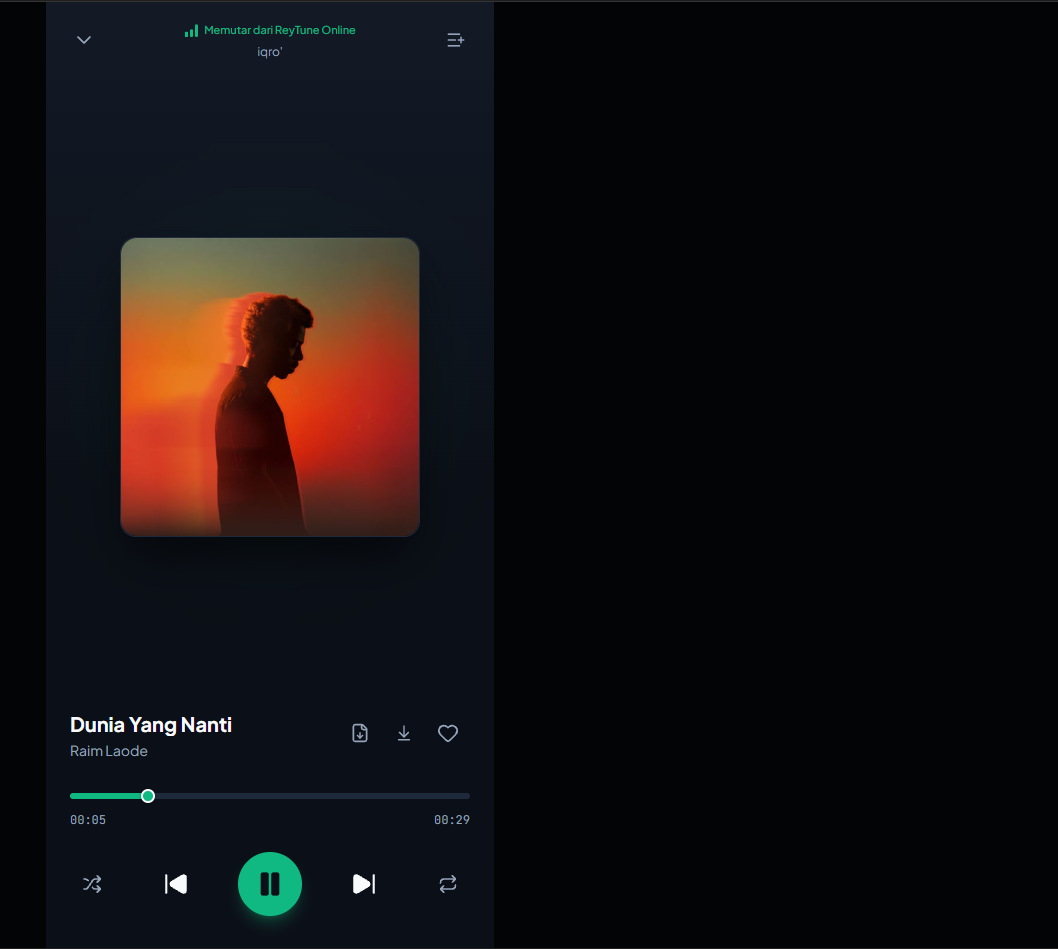 Memutar dari ReyTune Online
iqro'
Dunia Yang Nanti
Raim Laode
00:05
00:29